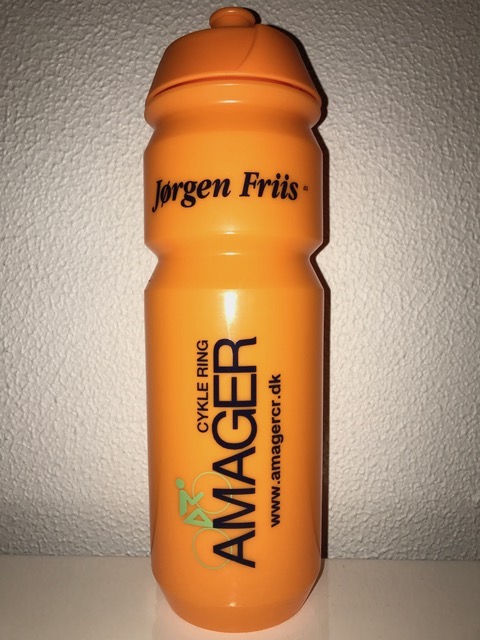 Jørgen Friis
CYKLE RING
AMAGER
www.amagercr.dk